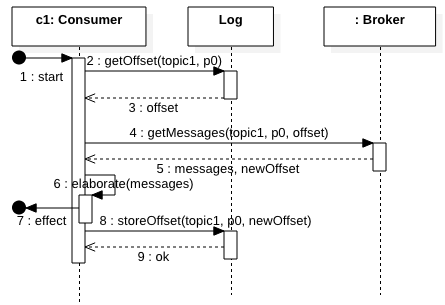 c1: Consumer
Log
: Broker
2 : getOffset(topic1, p0)
1 : start
3 : offset
4 : getMessages(topic1, p0, offset)
5 : messages, newOffset
6 : elaborate(messages)
7 : effect
8 : storeOffset(topic1, p0, newOffset)
9 : ok